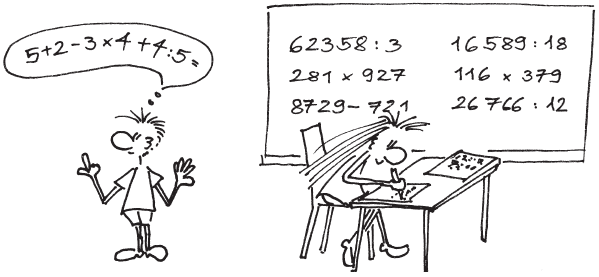 5+2-3×4+4:5=
62358:3 16589:18
281 × 927 116 × 379
8729-721 26766:12